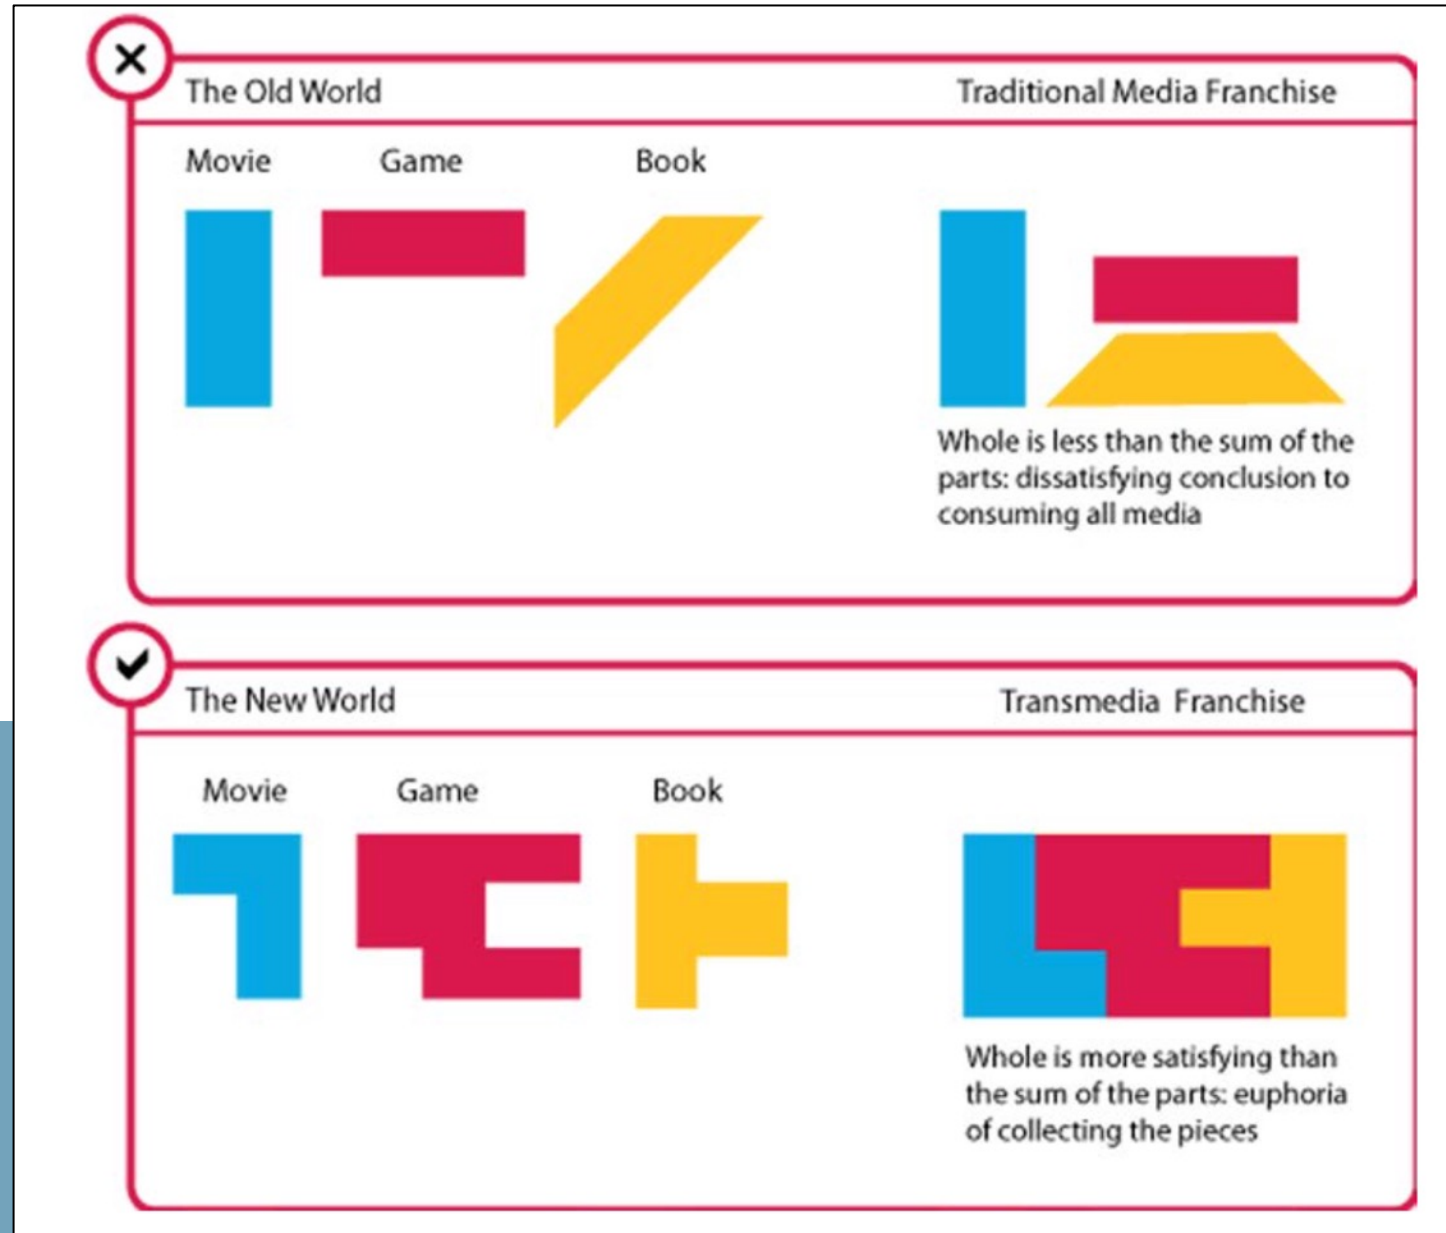 The Old World
Traditional Media Franchise
Movie
Game
Book
Whole is less than the sum of the
parts: dissatisfying conclusion to
consuming all media
The New World
Transmedia Franchise
Movie
Game
Book
Whole is more satisfying than
the sum of the parts: euphoria
of collecting the pieces